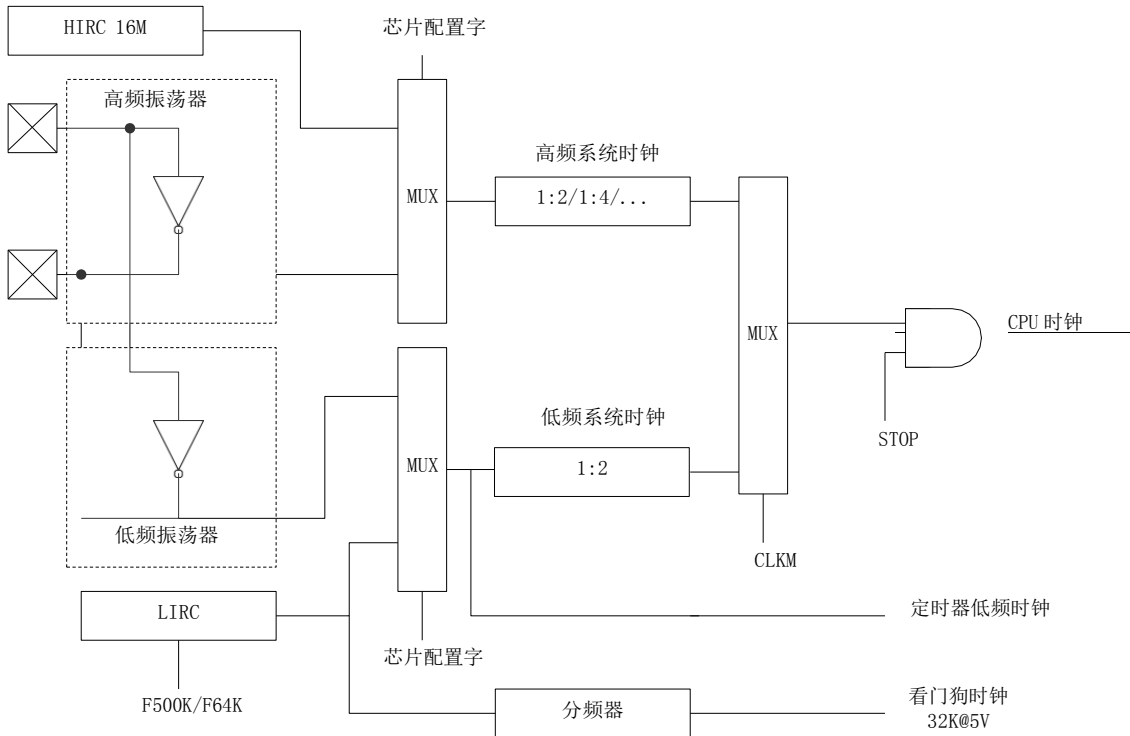 HIRC 16M
芯片配置字
高频振荡器
高频系统时钟
MUX
1:2/1:4/...
MUX
CPU 时钟
低频系统时钟
STOP
MUX
1:2
低频振荡器
CLKM
LIRC
定时器低频时钟
芯片配置字
F500K/F64K
分频器
看门狗时钟
32K@5V